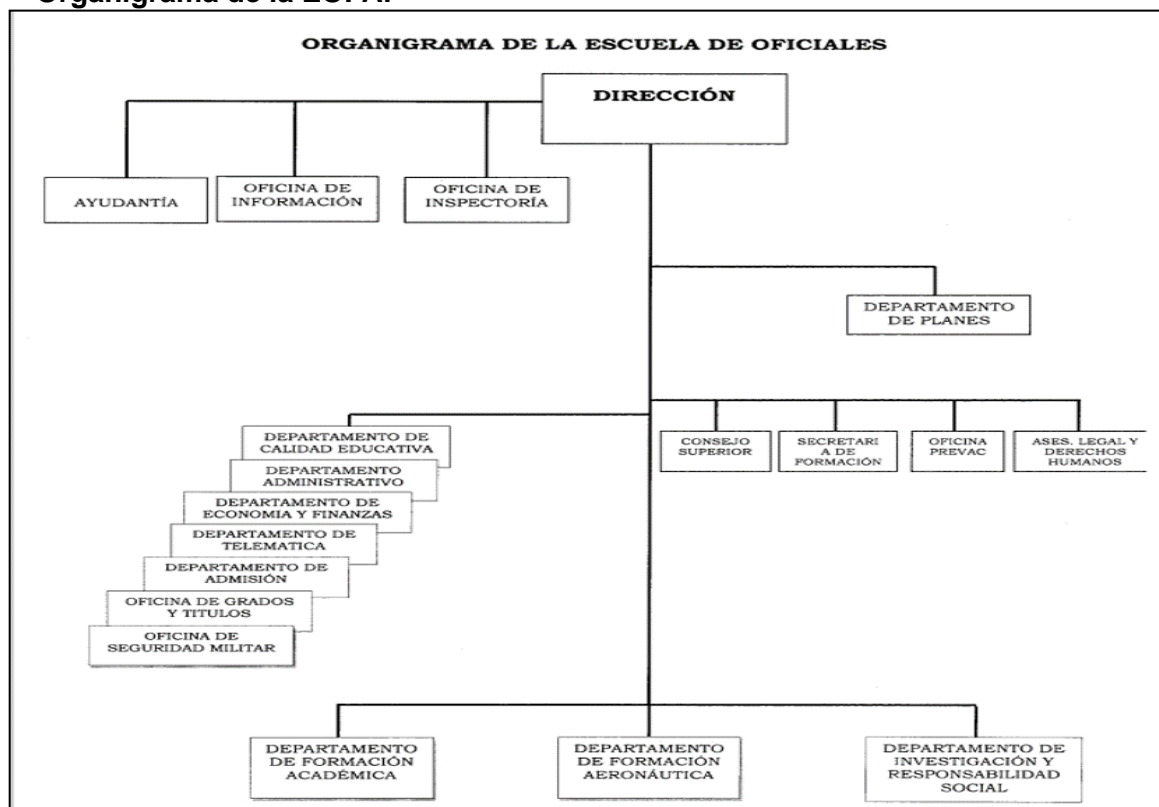 Organigrama de la EOFA.
ORGANIGRAMA DE LA ESCUELA DE OFICIALES
DIRECCIÓN
AYUDANTÍA
OFICINA DE
INFORMACIÓN
OFICINA DE
INSPECTORÍA
DEPARTAMENTO
DE PLANES
CONSEJO
SUPERIOR
SECRETARI
A DE
FORMACIÓN
OFICINA
PREVAC
ASES. LEGAL Y
DERECHOS
HUMANOS
DEPARTAMENTO DE
CALIDAD EDUCATIVA
DEPARTAMENTO
ADMINISTRATIVO
DEPARTAMENTO DE
ECONOMIA Y FINANZAS
DEPARTAMENTO DE
TELEMATICA
DEPARTAMENTO DE
ADMISIÓN
OFICINA DE GRADOS
Y TITULOS
OFICINA DE
SEGURIDAD MILITAR
DEPARTAMENTO
DE FORMACIÓN
ACADÉMICA
DEPARTAMENTO
DE FORMACIÓN
AERONÁUTICA
DEPARTAMENTO DE
INVESTIGACIÓN Y
RESPONSABILIDAD
SOCIAL